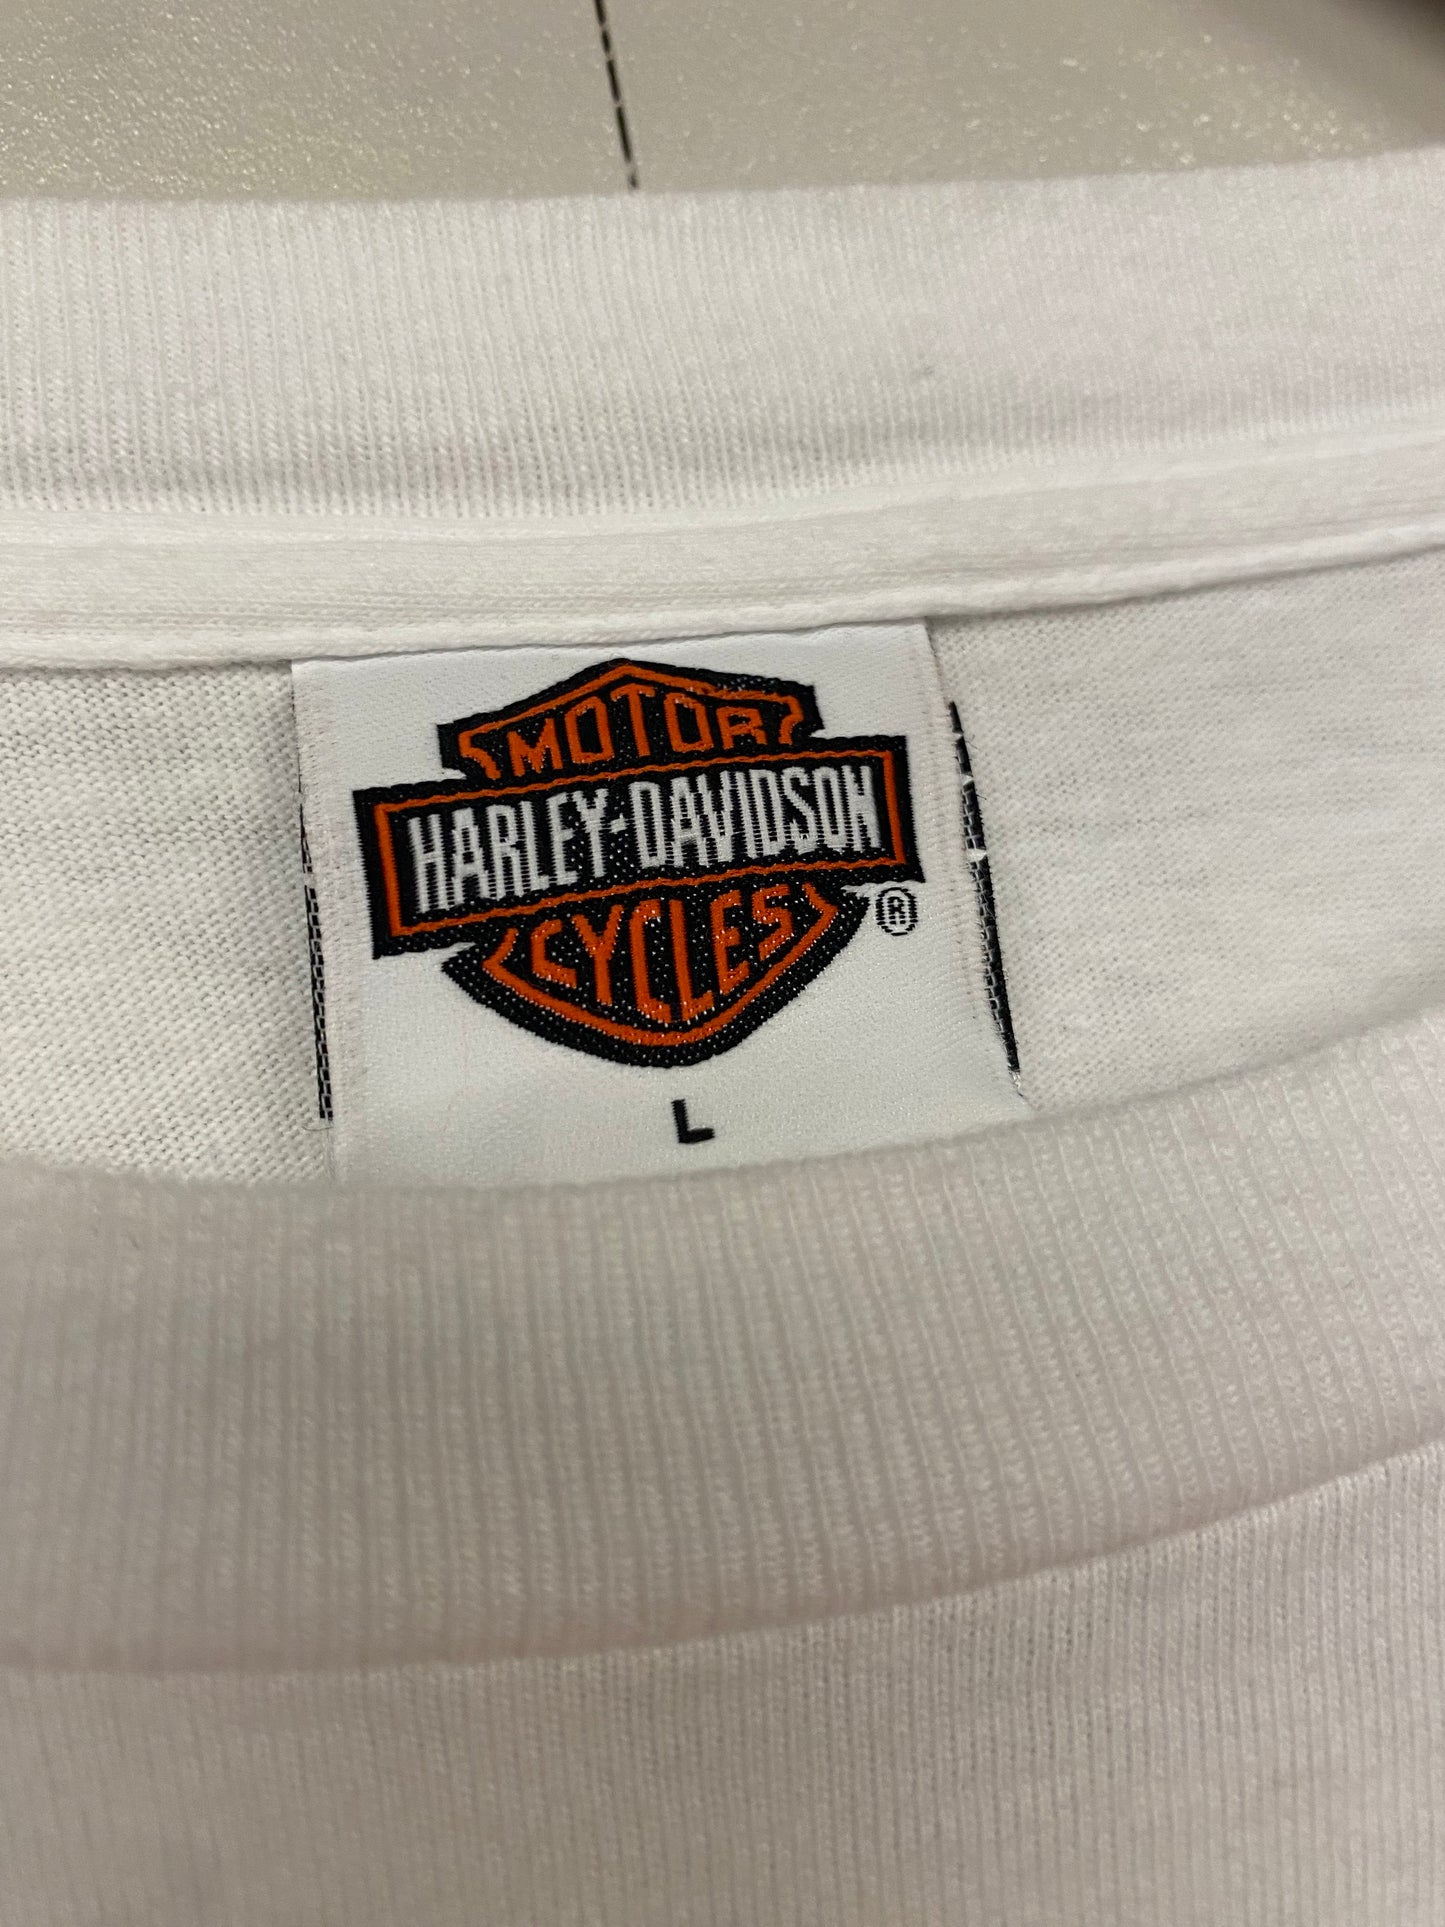 MOTOR
HARLEY-DAVIDSON
CYCLES
®
L